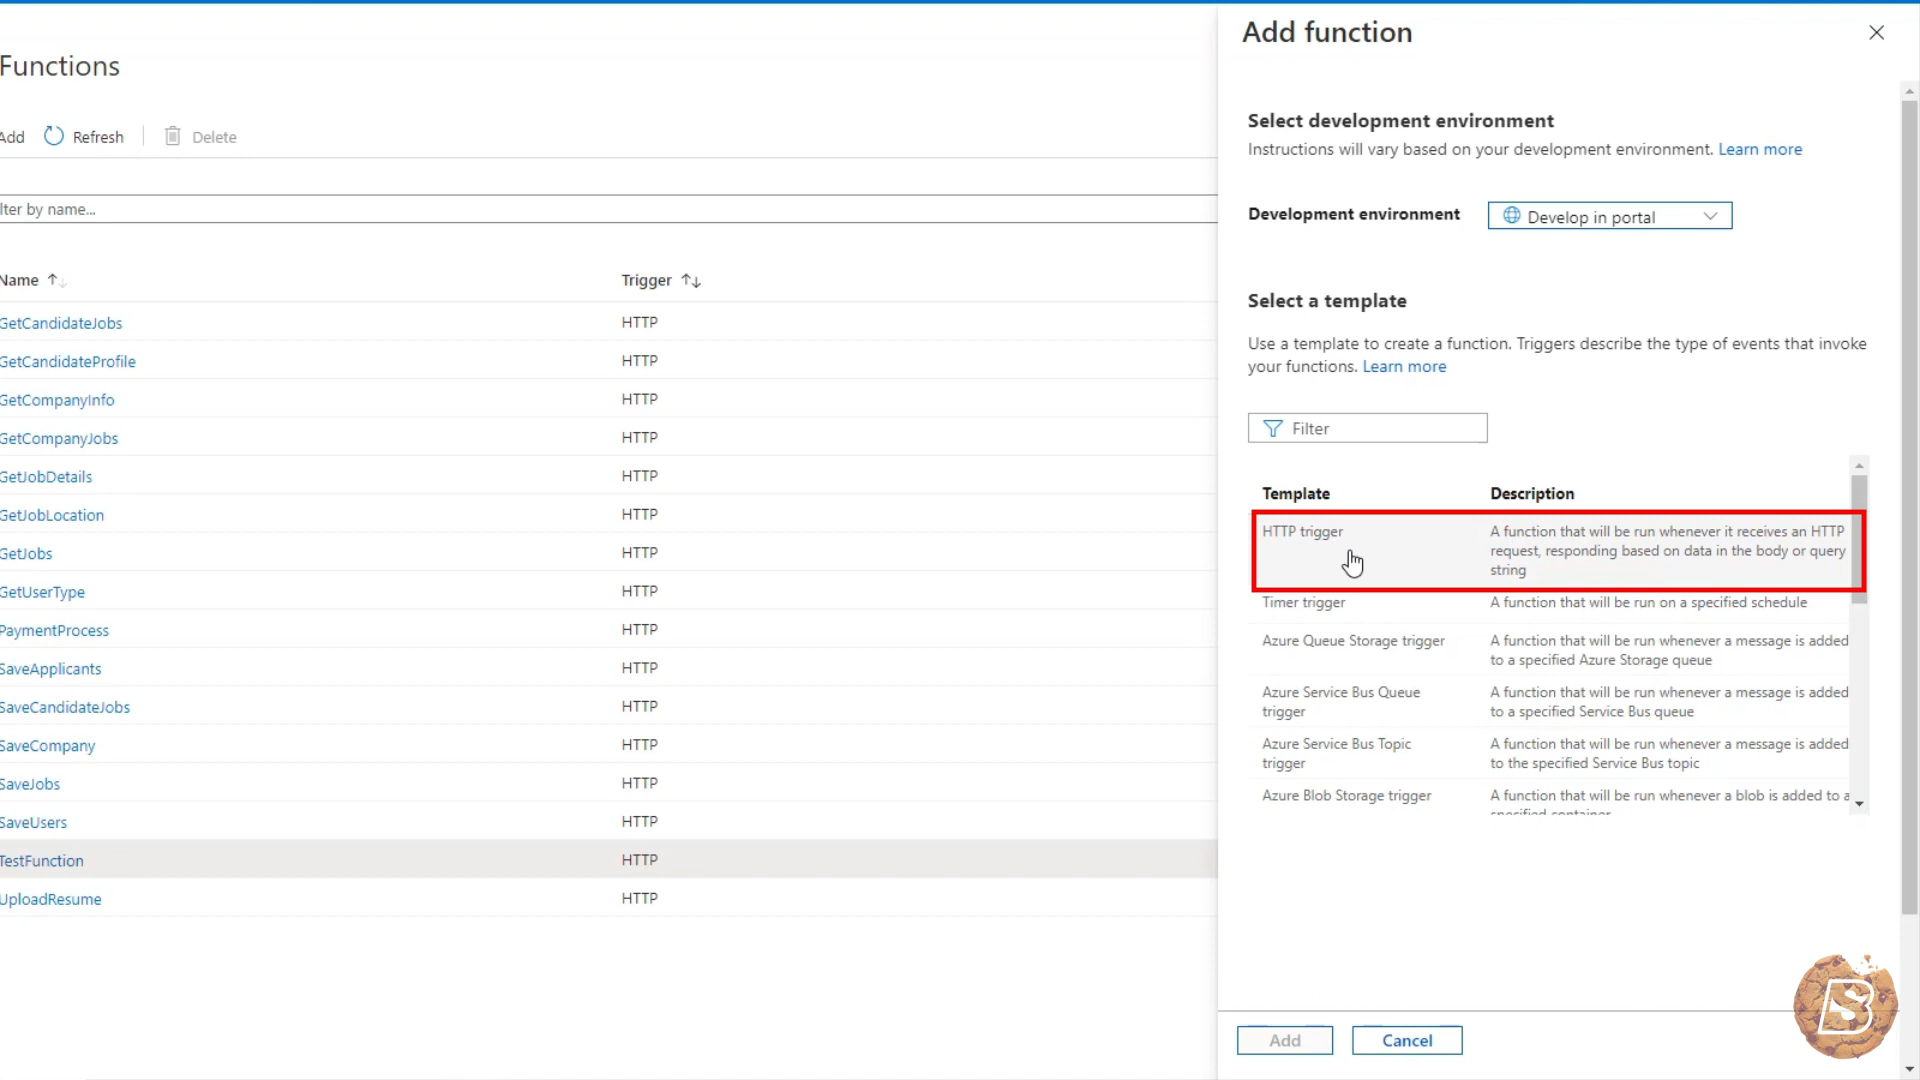 Functions
Add Refresh Delete
lter by name...
Name Trigger
GetCandidateJobs HTTP
GetCandidateProfile HTTP
GetCompanyInfo HTTP
GetCompanyJobs HTTP
GetJobDetails HTTP
GetJobLocation HTTP
GetJobs HTTP
GetUserType HTTP
PaymentProcess HTTP
SaveApplicants HTTP
SaveCandidateJobs HTTP
SaveCompany HTTP
SaveJobs HTTP
SaveUsers HTTP
TestFunction HTTP
UploadResume HTTP
Add function
Select development environment
Instructions will vary based on your development environment. Learn more
Development environment Develop in portal
Select a template
Use a template to create a function. Triggers describe the type of events that invoke
your functions. Learn more
Filter
Template Description
HTTP trigger A function that will be run whenever it receives an HTTP
request, responding based on data in the body or query
string
Timer trigger A function that will be run on a specified schedule
Azure Queue Storage trigger A function that will be run whenever a message is added
to a specified Azure Storage queue
Azure Service Bus Queue A function that will be run whenever a message is added
trigger to a specified Service Bus queue
Azure Service Bus Topic A function that will be run whenever a message is added
trigger to the specified Service Bus topic
Azure Blob Storage trigger A function that will be run whenever a blob is added to a
specified container
Add Cancel
BS